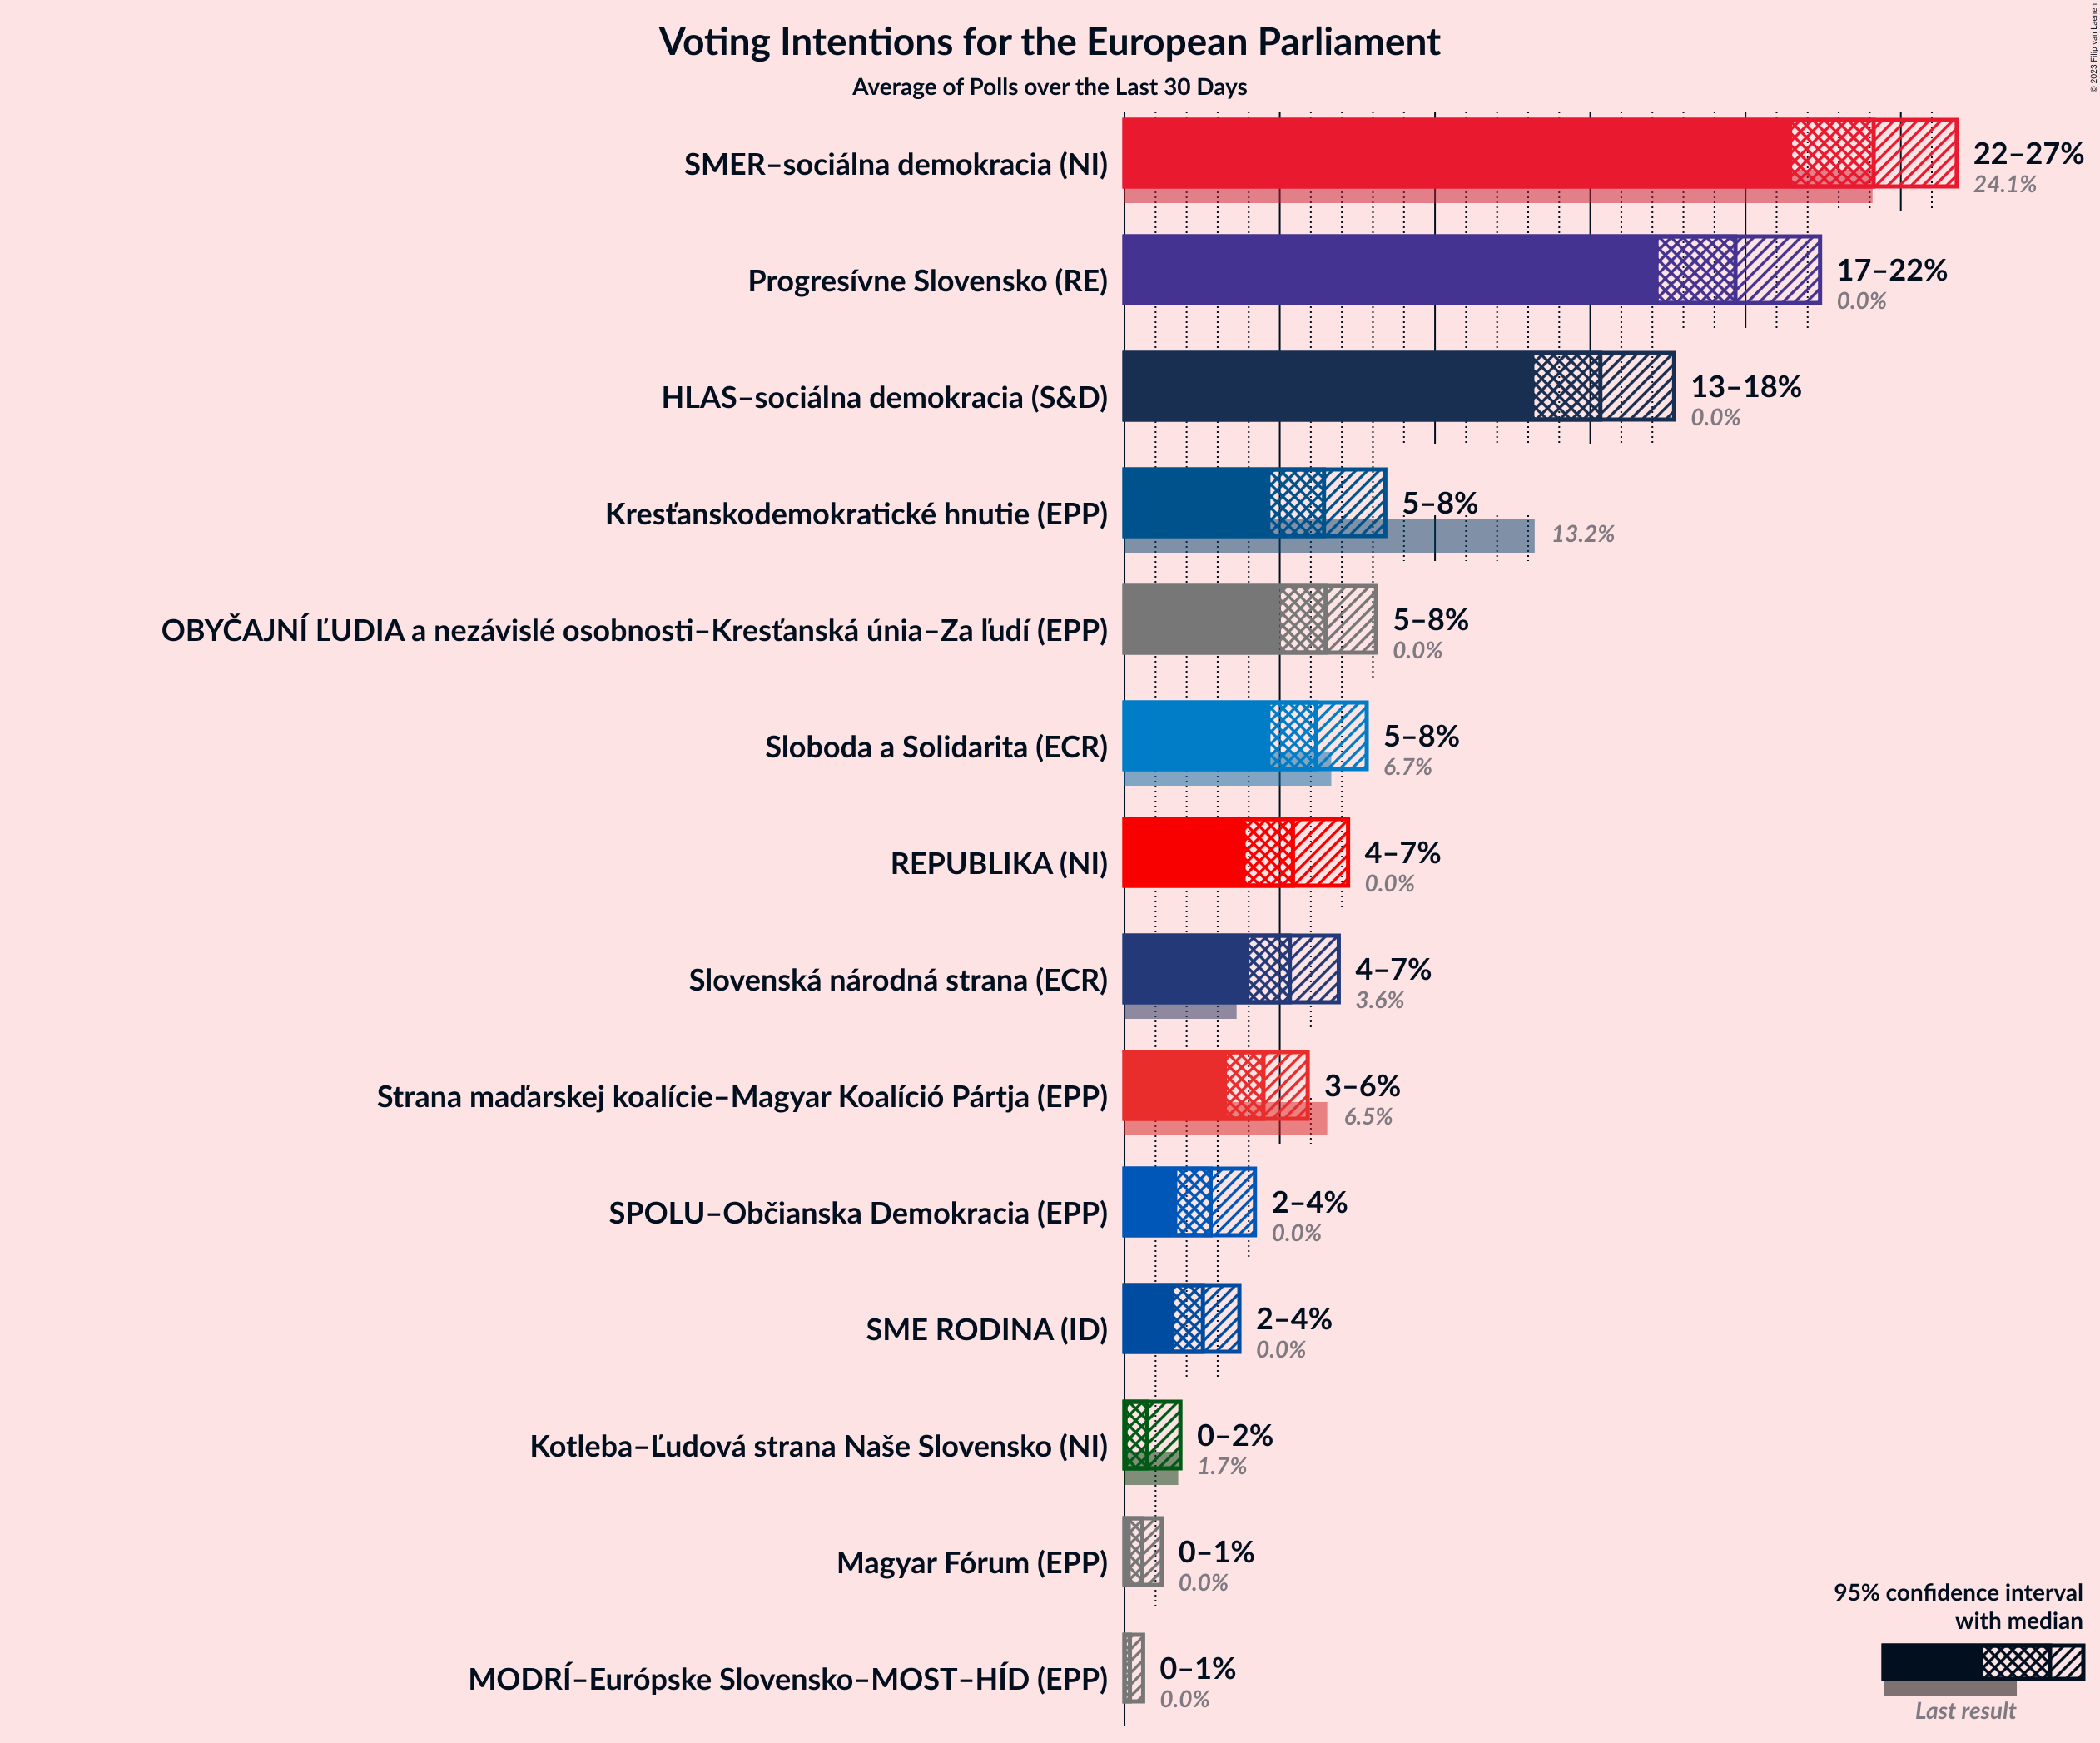 © 2023 Filip van Laenen
Voting Intentions for the European Parliament
Average of Polls over the Last 30 Days
SMER–sociálna demokracia (NI)
22–27%
24.1%
Progresívne Slovensko (RE)
17–22%
0.0%
HLAS–sociálna demokracia (S&D)
13–18%
0.0%
Kresťanskodemokratické hnutie (EPP)
5–8%
13.2%
OBYČAJNÍ ĽUDIA a nezávislé osobnosti–Kresťanská únia–Za ľudí (EPP)
5–8%
0.0%
Sloboda a Solidarita (ECR)
5–8%
6.7%
REPUBLIKA (NI)
4–7%
0.0%
Slovenská národná strana (ECR)
4–7%
3.6%
Strana maďarskej koalície–Magyar Koalíció Pártja (EPP)
3–6%
6.5%
SPOLU–Občianska Demokracia (EPP)
2–4%
0.0%
SME RODINA (ID)
2–4%
0.0%
Kotleba–Ľudová strana Naše Slovensko (NI)
0–2%
1.7%
Magyar Fórum (EPP)
0–1%
0.0%
MODRÍ–Európske Slovensko–MOST–HÍD (EPP)
0–1%
0.0%
95% confidence interval
with median
Last result